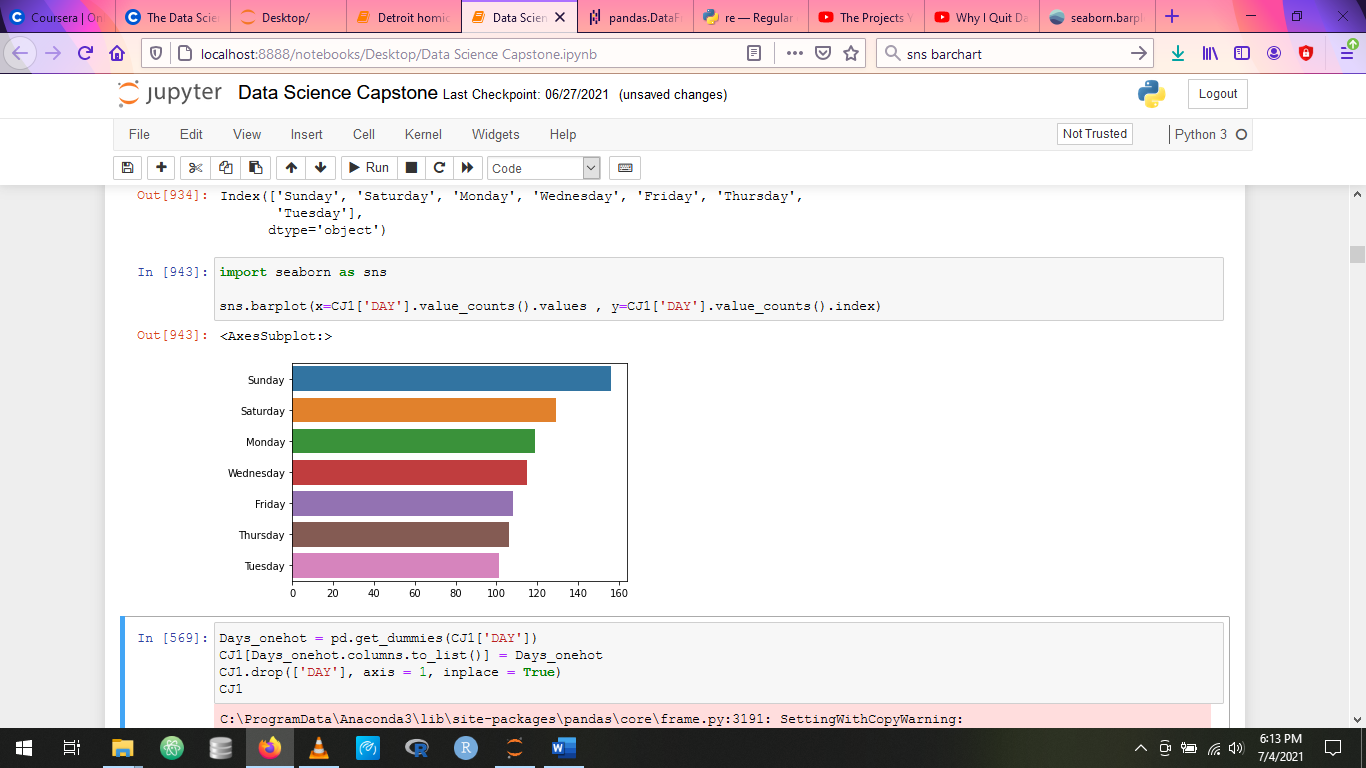 Coursera | On
The Data Scien
Desktop/
Detroit homic
Data Scien
pandas.DataF
re — Regular
The Projects Y
Why I Quit Da
seaborn.barpl
localhost:8888/notebooks/Desktop/Data Science Capstone.ipynb
sns barchart
jupyter Data Science Capstone Last Checkpoint: 06/27/2021 (unsaved changes)
Logout
File Edit View Insert Cell Kernel Widgets Help
Not Trusted
Python 3
Run
Code
Out[934]: Index(['Sunday', 'Saturday', 'Monday', 'Wednesday', 'Friday', 'Thursday',
'Tuesday'],
dtype='object')
In [943]: import seaborn as sns
sns.barplot(x=CJ1['DAY'].value_counts().values , y=CJ1['DAY'].value_counts().index)
Out[943]: <AxesSubplot:>
Sunday
Saturday
Monday
Wednesday
Friday
Thursday
Tuesday
0 20 40 60 80 100 120 140 160
In [569]: Days_onehot = pd.get_dummies(CJ1['DAY'])
CJ1[Days_onehot.columns.to_list()] = Days_onehot
CJ1.drop(['DAY'], axis = 1, inplace = True)
CJ1
C:\ProgramData\Anaconda3\lib\site-packages\pandas\core\frame.py:3191: SettingWithCopyWarning:
6:13 PM
7/4/2021